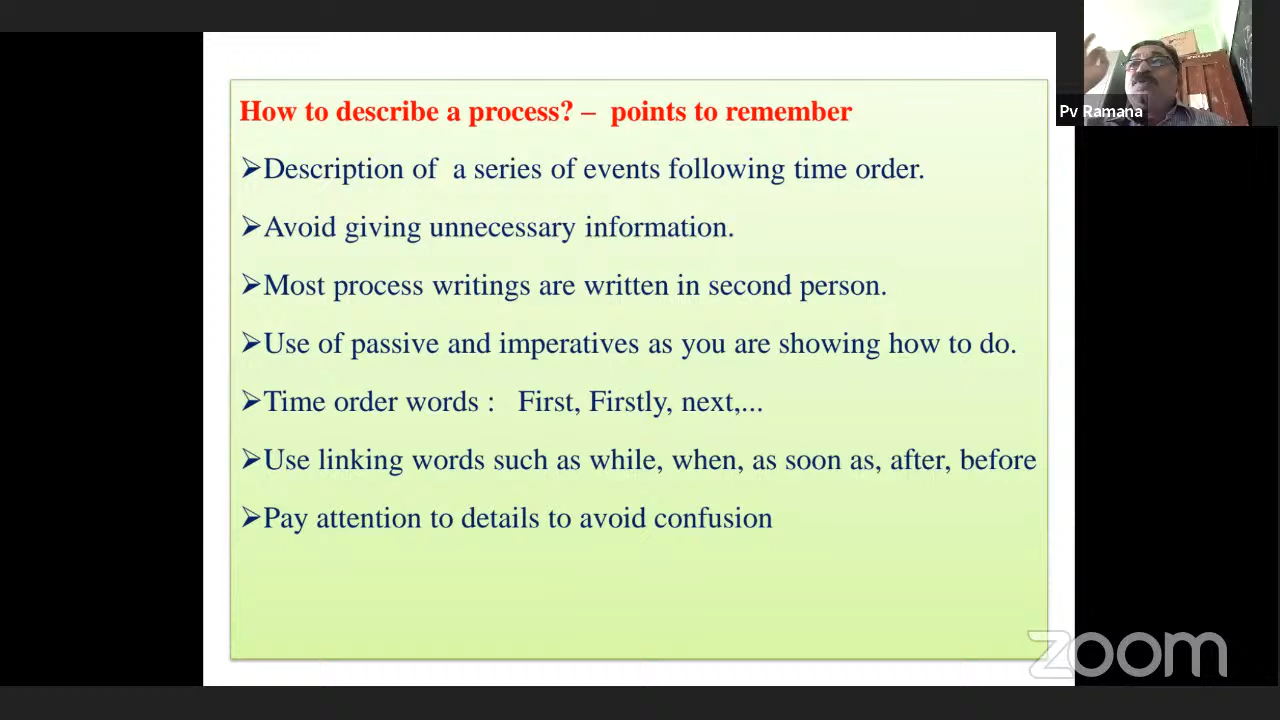 How to describe a process? – points to remember
➢Description of a series of events following time order.
➢Avoid giving unnecessary information.
➢Most process writings are written in second person.
➢Use of passive and imperatives as you are showing how to do.
➢Time order words : First, Firstly, next,...
➢Use linking words such as while, when, as soon as, after, before
➢Pay attention to details to avoid confusion
Pv Ramana
zoom